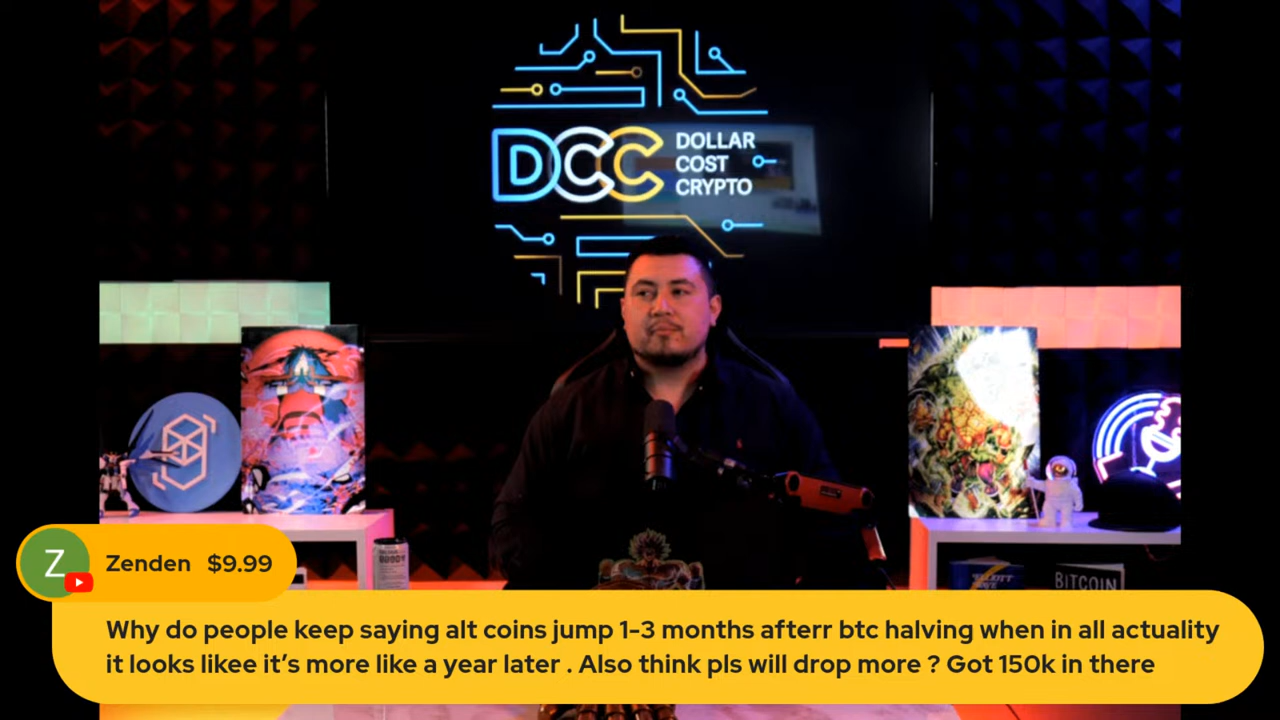 DCC
DOLLAR
COST
CRYPTO
BITCOIN
Z
Zenden $9.99
Why do people keep saying alt coins jump 1-3 months afterr btc halving when in all actuality
it looks likee it's more like a year later . Also think pls will drop more ? Got 150k in there